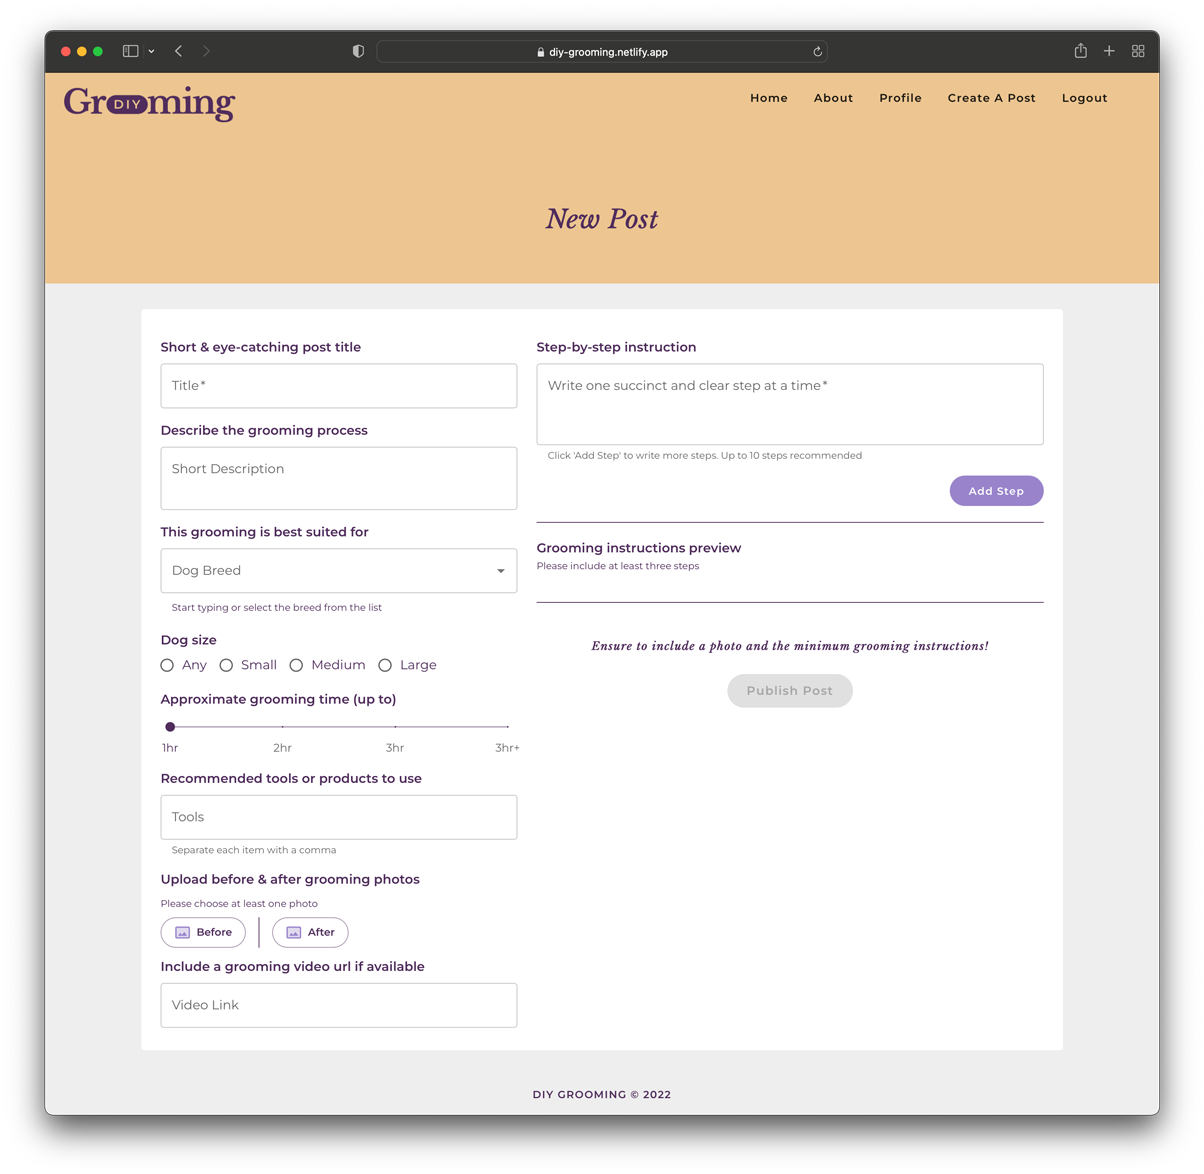 diy-grooming.netlify.app
Grooming
DIY
Home About Profile Create A Post Logout
New Post
Short & eye-catching post title
Title*
Describe the grooming process
Short Description
This grooming is best suited for
Dog Breed
Start typing or select the breed from the list
Dog size
Any Small Medium Large
Approximate grooming time (up to)
1hr 2hr 3hr 3hr+
Recommended tools or products to use
Tools
Separate each item with a comma
Upload before & after grooming photos
Please choose at least one photo
Before After
Include a grooming video url if available
Video Link
Step-by-step instruction
Write one succinct and clear step at a time*
Click 'Add Step' to write more steps. Up to 10 steps recommended
Add Step
Grooming instructions preview
Please include at least three steps
Ensure to include a photo and the minimum grooming instructions!
Publish Post
DIY GROOMING © 2022